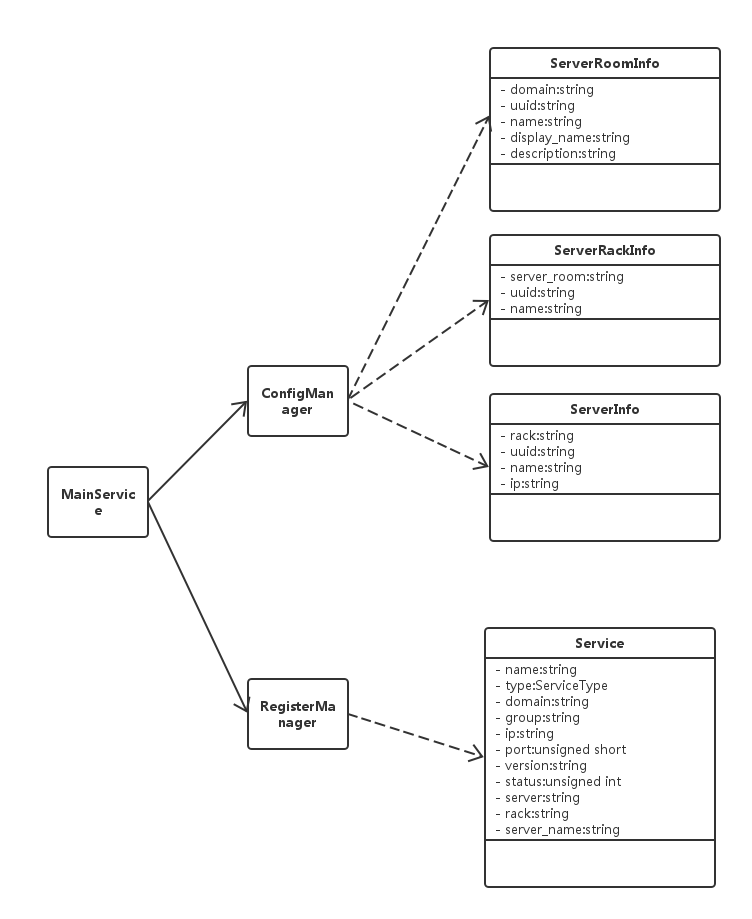 ServerRoomInfo
- domain:string
- uuid:string
- name:string
- display_name:string
- description:string
ServerRackInfo
- server_room:string
- uuid:string
- name:string
ConfigMan
ager
ServerInfo
- rack:string
- uuid:string
- name:string
- ip:string
MainServic
e
Service
- name:string
- type:ServiceType
- domain:string
- group:string
- ip:string
- port:unsigned short
- version:string
- status:unsigned int
- server:string
- rack:string
- server_name:string
RegisterMa
nager